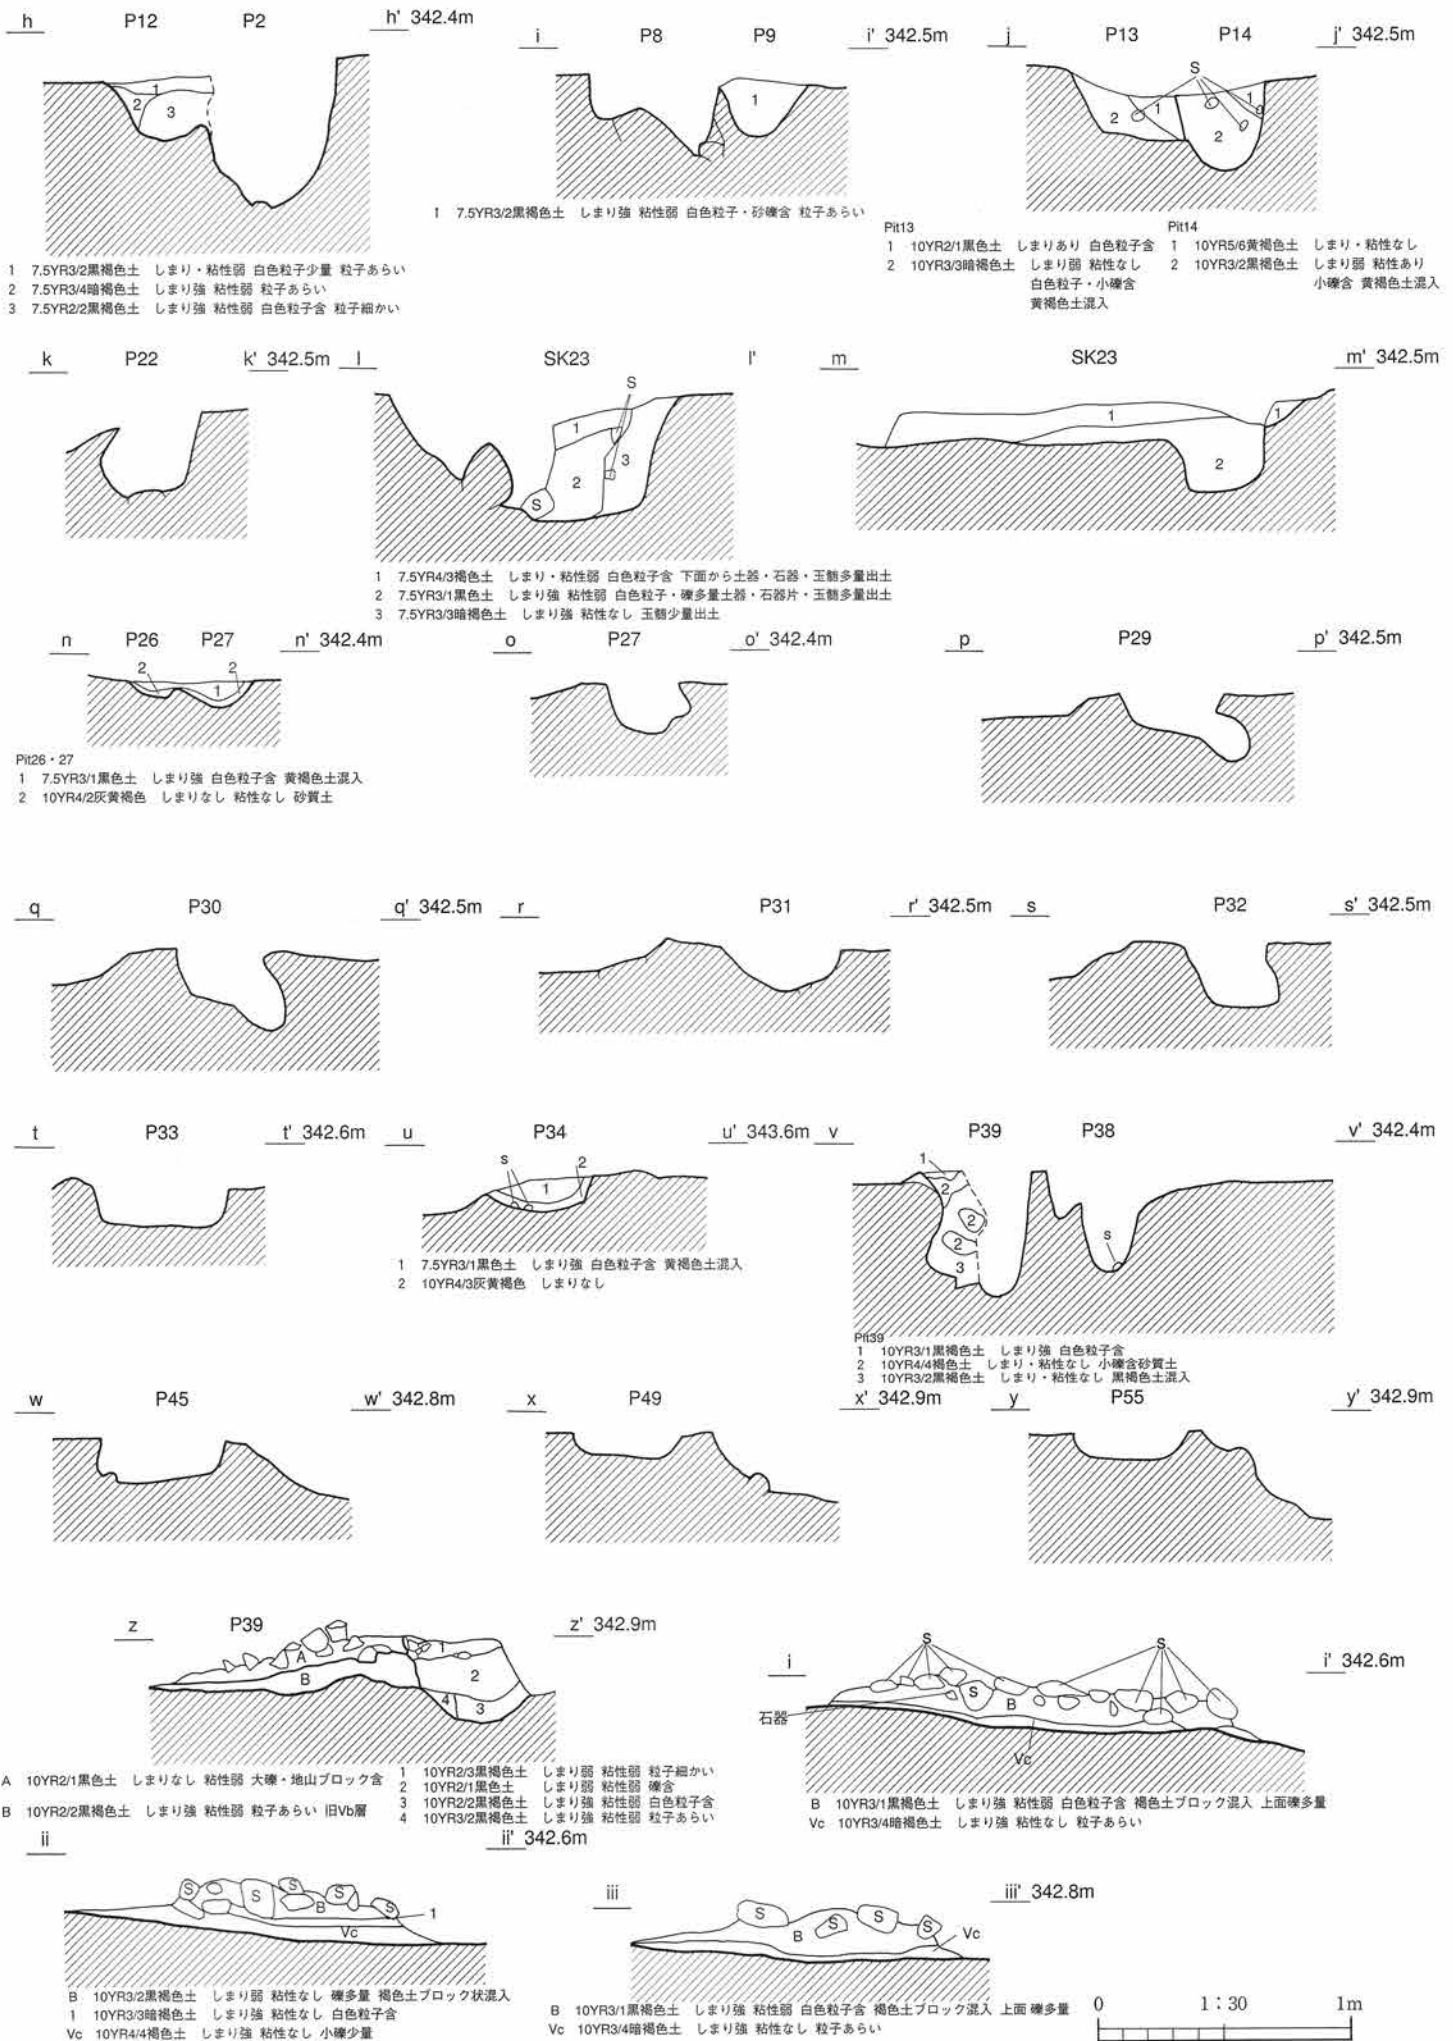 h P12 P2 h' 342.4m
1
2
3
1 7.5YR3/2黒褐色土 しまり・粘性弱 白色粒子少量 粒子あらい
2 7.5YR3/4暗褐色土 しまり強 粘性弱 粒子あらい
3 7.5YR2/2黒褐色土 しまり強 粘性弱 白色粒子含 粒子細かい
i P8 P9 i' 342.5m
1
1 7.5YR3/2黒褐色土 しまり強 粘性弱 白色粒子・砂礫含 粒子あらい
j P13 P14 j' 342.5m
S
2 1 1
2
Pit13
1 10YR2/1黒色土 しまりあり 白色粒子含
2 10YR3/3暗褐色土 しまり弱 粘性なし
白色粒子・小礫含
黄褐色土混入
Pit14
1 10YR5/6黄褐色土 しまり・粘性なし
2 10YR3/2黒褐色土 しまり弱 粘性あり
小礫含 黄褐色土混入
k P22 k' 342.5m
l SK23 l'
S
1
2 3
S
m SK23 m' 342.5m
1 1
2
1 7.5YR4/3褐色土 しまり・粘性弱 白色粒子含 下面から土器・石器・玉髄多量出土
2 7.5YR3/1黒色土 しまり強 粘性弱 白色粒子・礫多量土器・石器片・玉髄多量出土
3 7.5YR3/3暗褐色土 しまり強 粘性なし 玉髄少量出土
n P26 P27 n' 342.4m
2 2
1
Pit26・27
1 7.5YR3/1黒色土 しまり強 白色粒子含 黄褐色土混入
2 10YR4/2灰黄褐色 しまりなし 粘性なし 砂質土
o P27 o' 342.4m
p P29 p' 342.5m
q P30 q' 342.5m
r P31 r' 342.5m
s P32 s' 342.5m
t P33 t' 342.6m
u P34 u' 343.6m
s 2
1
1 7.5YR3/1黒色土 しまり強 白色粒子含 黄褐色土混入
2 10YR4/3灰黄褐色 しまりなし
v P39 P38 v' 342.4m
1
2
2
2
3
s
Pit39
1 10YR3/1黒褐色土 しまり強 白色粒子含
2 10YR4/4褐色土 しまり・粘性なし 小礫含砂質土
3 10YR3/2黒褐色土 しまり・粘性なし 黒褐色土混入
w P45 w' 342.8m
x P49 x' 342.9m
y P55 y' 342.9m
z P39 z' 342.9m
A 1
B 2
4 3
A 10YR2/1黒色土 しまりなし 粘性弱 大礫・地山ブロック含
B 10YR2/2黒褐色土 しまり強 粘性弱 粒子あらい 旧Vb層
1 10YR2/3黒褐色土 しまり弱 粘性弱 粒子細かい
2 10YR2/1黒色土 しまり弱 粘性弱 礫含
3 10YR2/2黒褐色土 しまり強 粘性弱 白色粒子含
4 10YR3/2黒褐色土 しまり強 粘性弱 粒子あらい
i i' 342.6m
S S
S B
石器
Vc
B 10YR3/1黒褐色土 しまり強 粘性弱 白色粒子含 褐色土ブロック混入 上面礫多量
Vc 10YR3/4暗褐色土 しまり強 粘性なし 粒子あらい
ii ii' 342.6m
S S S S S
B
1
Vc
B 10YR3/2黒褐色土 しまり弱 粘性なし 礫多量 褐色土ブロック状混入
1 10YR3/3暗褐色土 しまり強 粘性なし 白色粒子含
Vc 10YR4/4褐色土 しまり強 粘性なし 小礫少量
iii iii' 342.8m
S S S S
B Vc
B 10YR3/1黒褐色土 しまり強 粘性弱 白色粒子含 褐色土ブロック混入 上面 礫多量
Vc 10YR3/4暗褐色土 しまり強 粘性なし 粒子あらい
0 1:30 1m